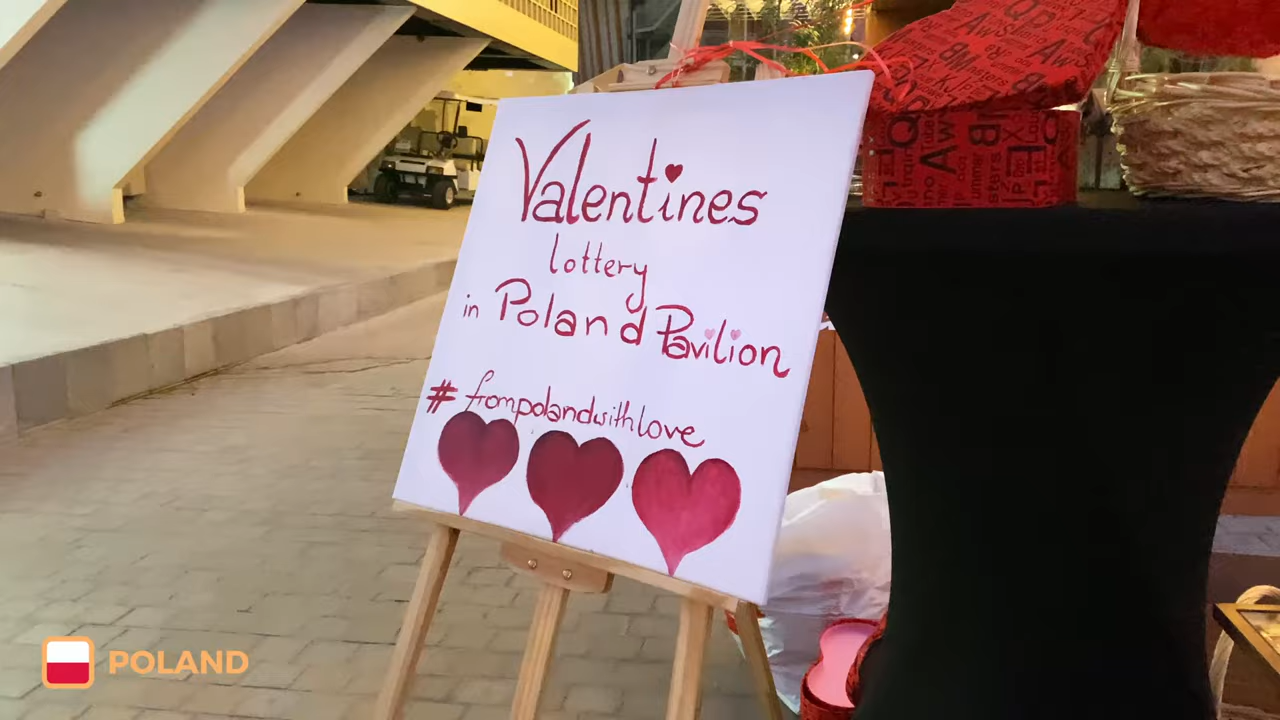 Valentines
lottery
in Poland Pavilion
# frompolandwithlove
POLAND